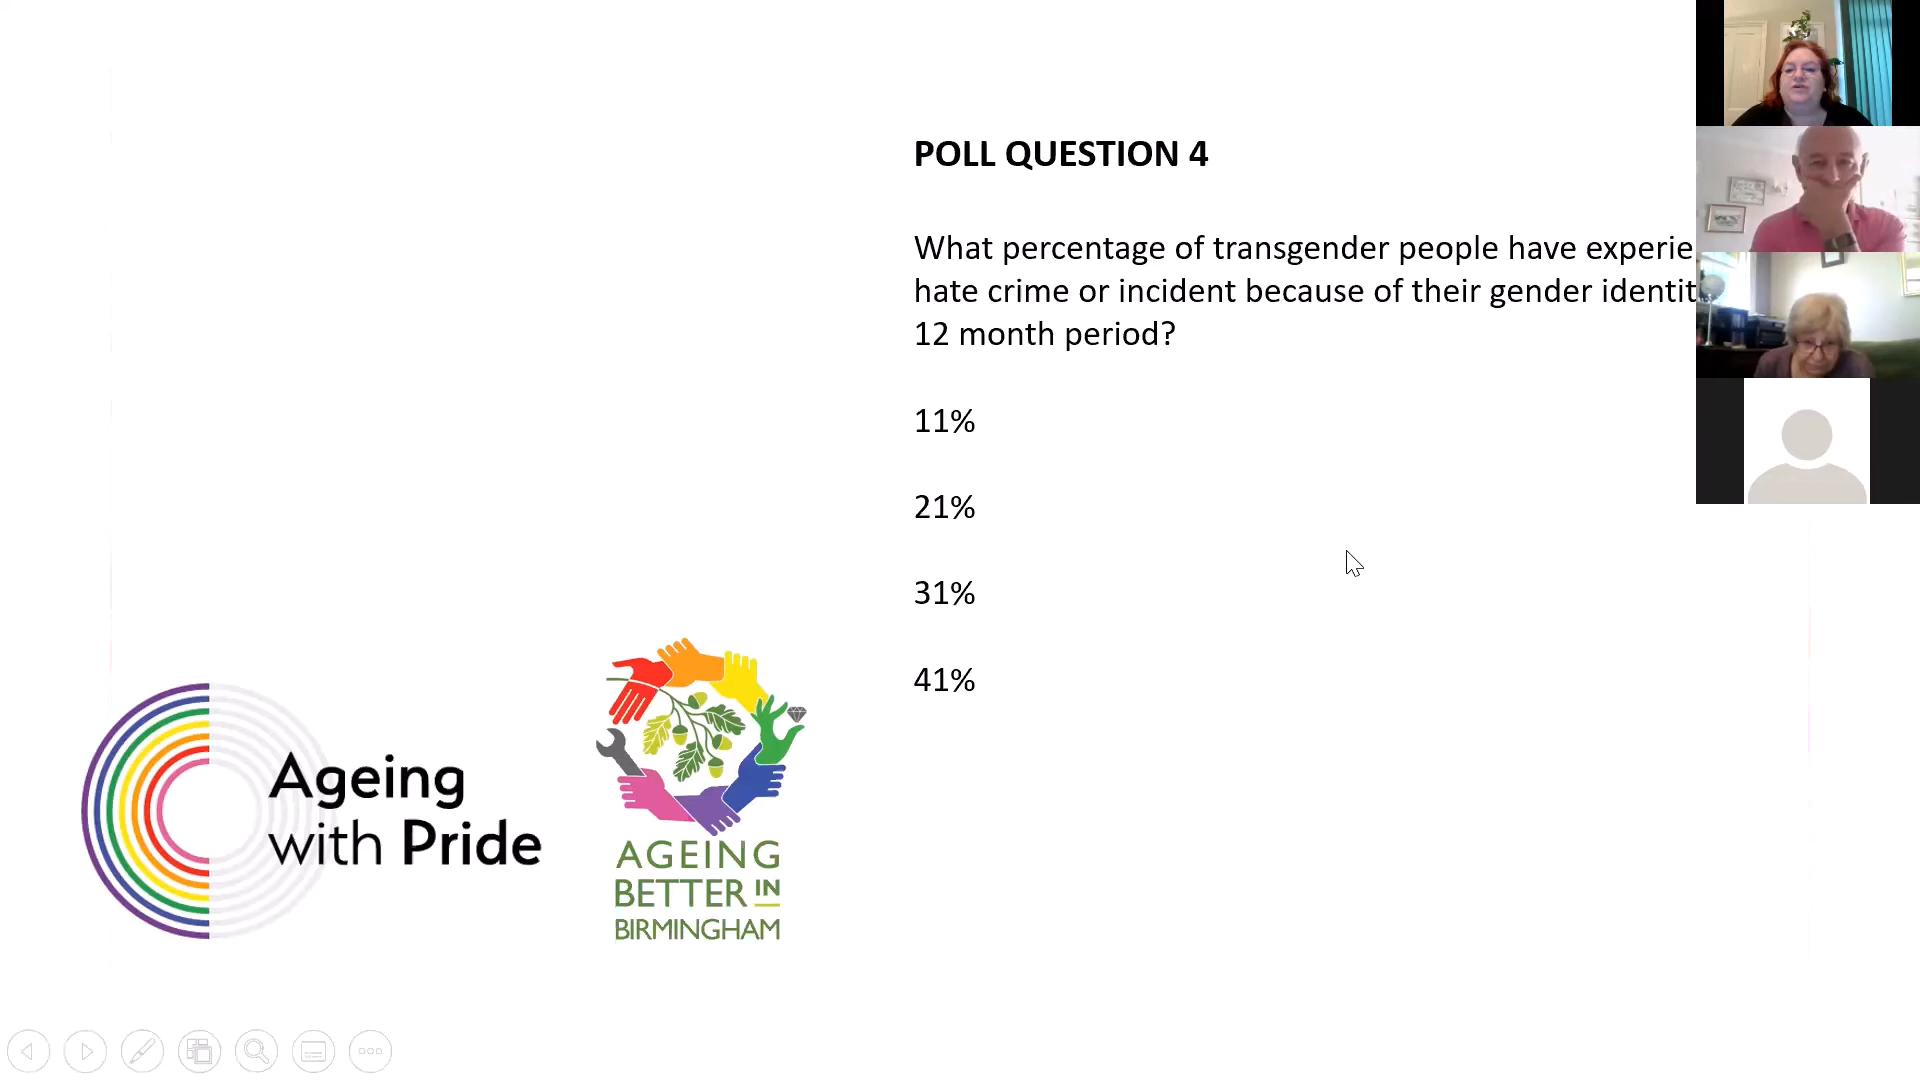 POLL QUESTION 4
What percentage of transgender people have experie
hate crime or incident because of their gender identit
12 month period?
11%
21%
31%
41%
Ageing
with Pride
AGEING
BETTER IN
BIRMINGHAM